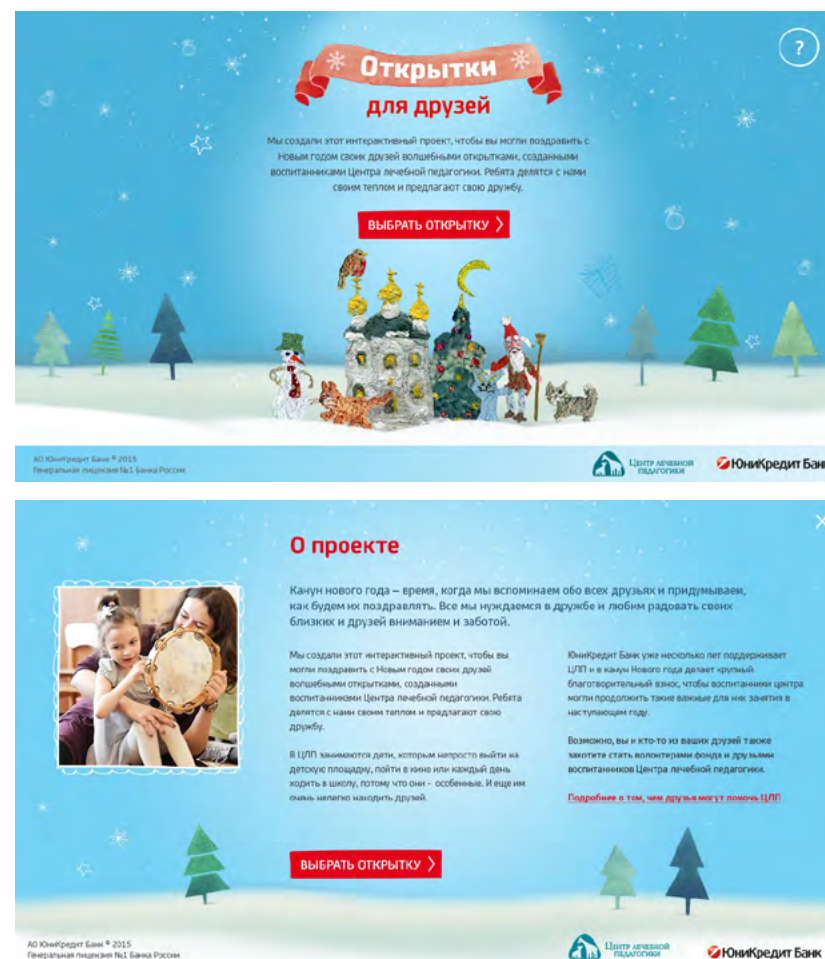 ?
Открытки
для друзей
Мы создали этот интерактивный проект, чтобы вы могли поздравить с
Новым годом своих друзей волшебными открытками, созданными
воспитанниками Центра лечебной педагогики. Ребята делятся с нами
своим теплом и предлагают свою дружбу.
ВЫБРАТЬ ОТКРЫТКУ
АО ЮниКредит Банк © 2015
Генеральная лицензия №1 Банка России
Центр лечебной
педагогики
ЮниКредит Бан
О проекте
Канун нового года – время, когда мы вспоминаем обо всех друзьях и придумываем,
как будем их поздравлять. Все мы нуждаемся в дружбе и любим радовать своих
близких и друзей вниманием и заботой.
Мы создали этот интерактивный проект, чтобы вы
могли поздравить с Новым годом своих друзей
волшебными открытками, созданными
воспитанниками Центра лечебной педагогики. Ребята
делятся с нами своим теплом и предлагают свою
дружбу.
В ЦЛП занимаются дети, которым непросто выйти на
детскую площадку, пойти в кино или каждый день
ходить в школу, потому что они - особенные. И еще им
очень нелегко находить друзей.
ЮниКредит Банк уже несколько лет поддерживает
ЦЛП и в канун Нового года делает крупный
благотворительный взнос, чтобы воспитанники центра
могли продолжить такие важные для них занятия в
наступающем году.
Возможно, вы и кто-то из ваших друзей также
захотите стать волонтерами фонда и друзьями
воспитанников Центра лечебной педагогики.
Подробнее о том, чем друзья могут помочь ЦЛП
ВЫБРАТЬ ОТКРЫТКУ
АО ЮниКредит Банк © 2015
Генеральная лицензия №1 Банка России
Центр лечебной
педагогики
ЮниКредит Банк